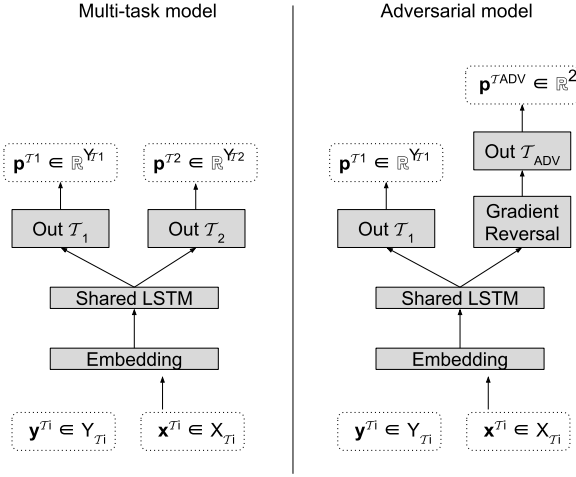 Multi-task model
p𝒯1 ∈ ℝY𝒯1
p𝒯2 ∈ ℝY𝒯2
Out 𝒯1
Out 𝒯2
Shared LSTM
Embedding
y𝒯i ∈ Y𝒯i
x𝒯i ∈ X𝒯i
Adversarial model
p𝒯ADV ∈ ℝ2
Out 𝒯ADV
p𝒯1 ∈ ℝY𝒯1
Out 𝒯1
Gradient
Reversal
Shared LSTM
Embedding
y𝒯i ∈ Y𝒯i
x𝒯i ∈ X𝒯i